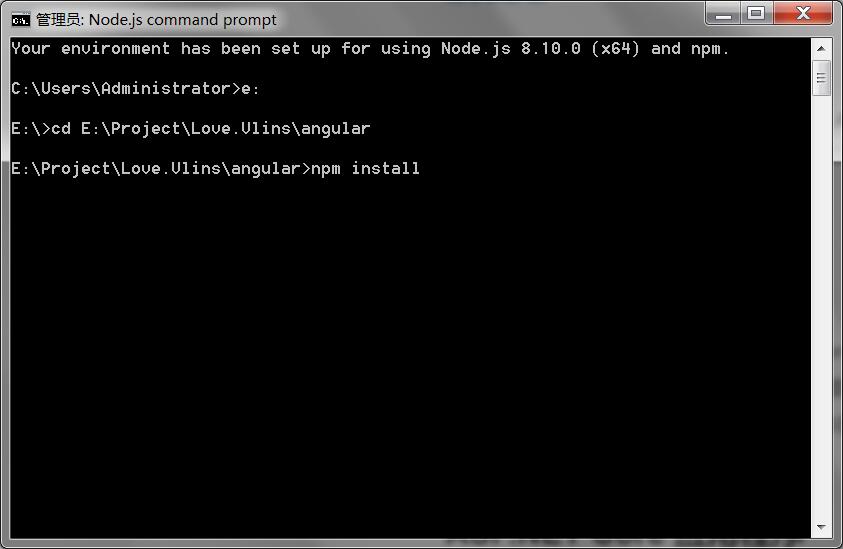 管理员: Node.js command prompt
Your environment has been set up for using Node.js 8.10.0 (x64) and npm.
C:\Users\Administrator>e:
E:\>cd E:\Project\Love.Vlins\angular
E:\Project\Love.Vlins\angular>npm install